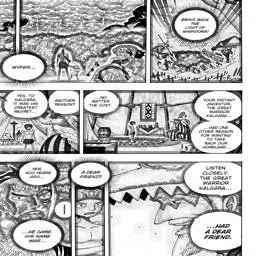 BRING BACK
THE
LIGHT OF
SHANDORA!
WYPER...
YOUR DISTANT
ANCESTOR,
THE GREAT
WARRIOR
KALGARA...
...HAD ONE
OTHER REASON
FOR WANTING
TO TAKE
BACK OUR
HOMELAND...
NO
MATTER
THE COST.
ANOTHER
REASON?
YES. TO
KALGARA,
IT WAS HIS
GREATEST
REGRET...
LISTEN
CLOSELY.
THE GREAT
WARRIOR
KALGARA...
...HAD A
DEAR
FRIEND.
A DEAR
FRIEND?
!
YES,
400 YEARS
AGO...
...HE CAME.
HIS NAME
WAS...